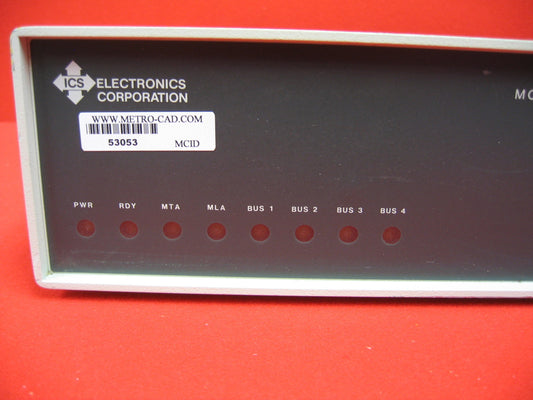 ICS ELECTRONICS
CORPORATION
MO
WWW.METRO-CAD.COM
53053 MCID
PWR RDY MTA MLA BUS 1 BUS 2 BUS 3 BUS 4